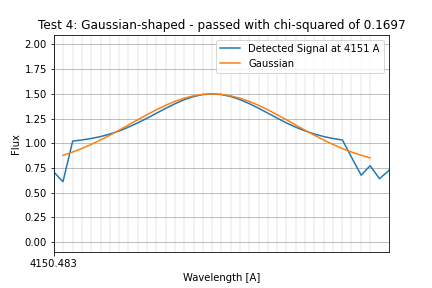 Test 4: Gaussian-shaped - passed with chi-squared of 0.1697
Detected Signal at 4151 A
Gaussian
2.00
1.75
1.50
1.25
1.00
0.75
0.50
0.25
0.00
Flux
4150.483
Wavelength [A]